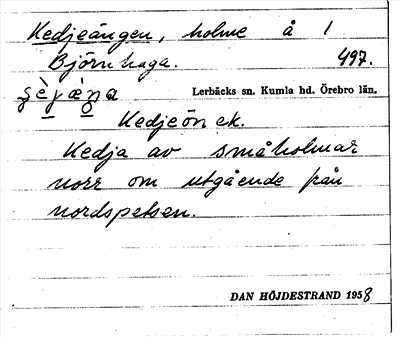 Kedjeängen, holme å 1
Björnhaga. 497.
Lerbäcks sn. Kumla hd. Örebro län.
Kedjeön ek.
Kedja av småholmar
norr om utgående från
nordspetsen.
DAN HÖJDESTRAND 1958